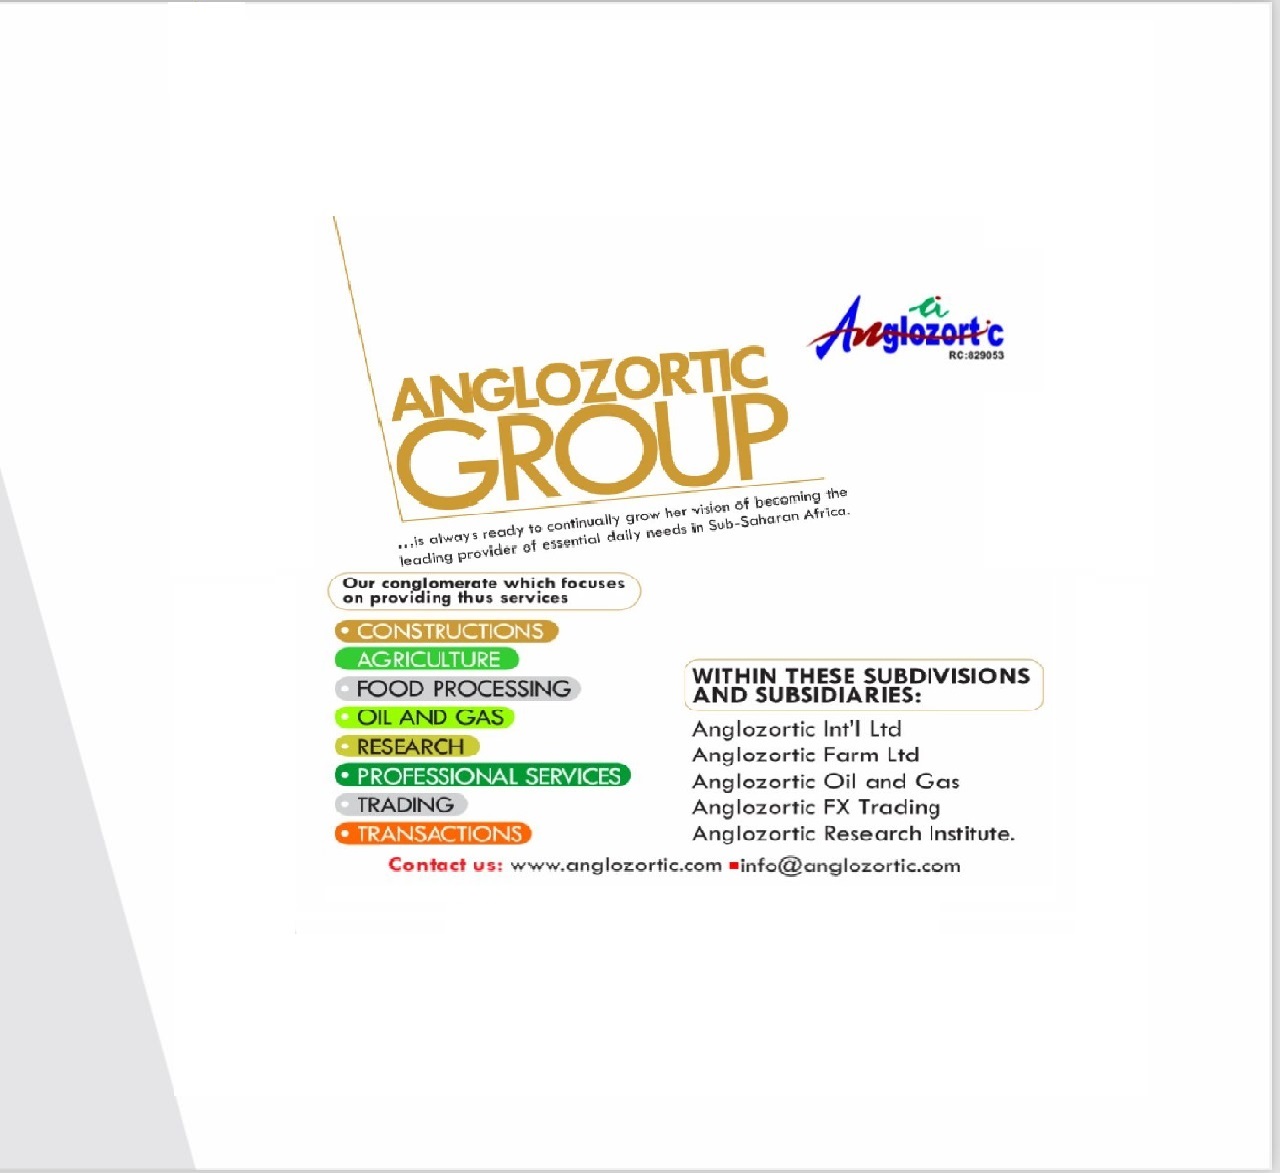 Anglozortic
RC:829053
ANGLOZORTIC
GROUP
...is always ready to continually grow her vision of becoming the
leading provider of essential daily needs in Sub-Saharan Africa.
Our conglomerate which focuses
on providing thus services
• CONSTRUCTIONS
AGRICULTURE
• FOOD PROCESSING
• OIL AND GAS
• RESEARCH
• PROFESSIONAL SERVICES
• TRADING
• TRANSACTIONS
WITHIN THESE SUBDIVISIONS
AND SUBSIDIARIES:
Anglozortic Int'l Ltd
Anglozortic Farm Ltd
Anglozortic Oil and Gas
Anglozortic FX Trading
Anglozortic Research Institute.
Contact us: www.anglozortic.com ▪info@anglozortic.com